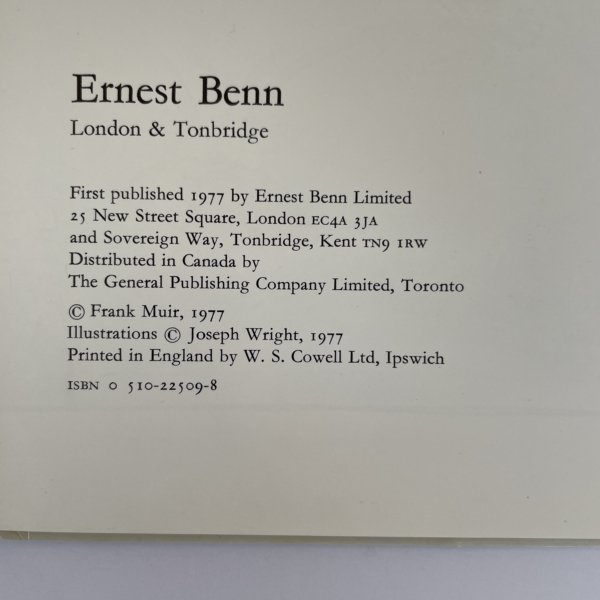 Ernest Benn
London & Tonbridge
First published 1977 by Ernest Benn Limited
25 New Street Square, London EC4A 3JA
and Sovereign Way, Tonbridge, Kent TN9 1RW
Distributed in Canada by
The General Publishing Company Limited, Toronto
© Frank Muir, 1977
Illustrations © Joseph Wright, 1977
Printed in England by W. S. Cowell Ltd, Ipswich
ISBN 0 510-22509-8